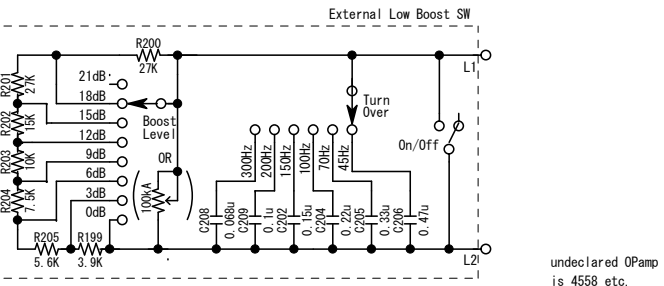 External Low Boost SW
R200
27K
L1
R201
27K
21dB
18dB
15dB
12dB
9dB
6dB
3dB
0dB
R202
15K
R203
10K
R204
7.5K
Boost
Level
OR
100kA
Turn
Over
On/Off
300Hz
200Hz
150Hz
100Hz
70Hz
45Hz
C208
0.068u
C209
0.1u
C202
0.15u
C204
0.22u
C205
0.33u
C206
0.47u
R205
5.6K
R199
3.9K
L2
undeclared OPamp
is 4558 etc.